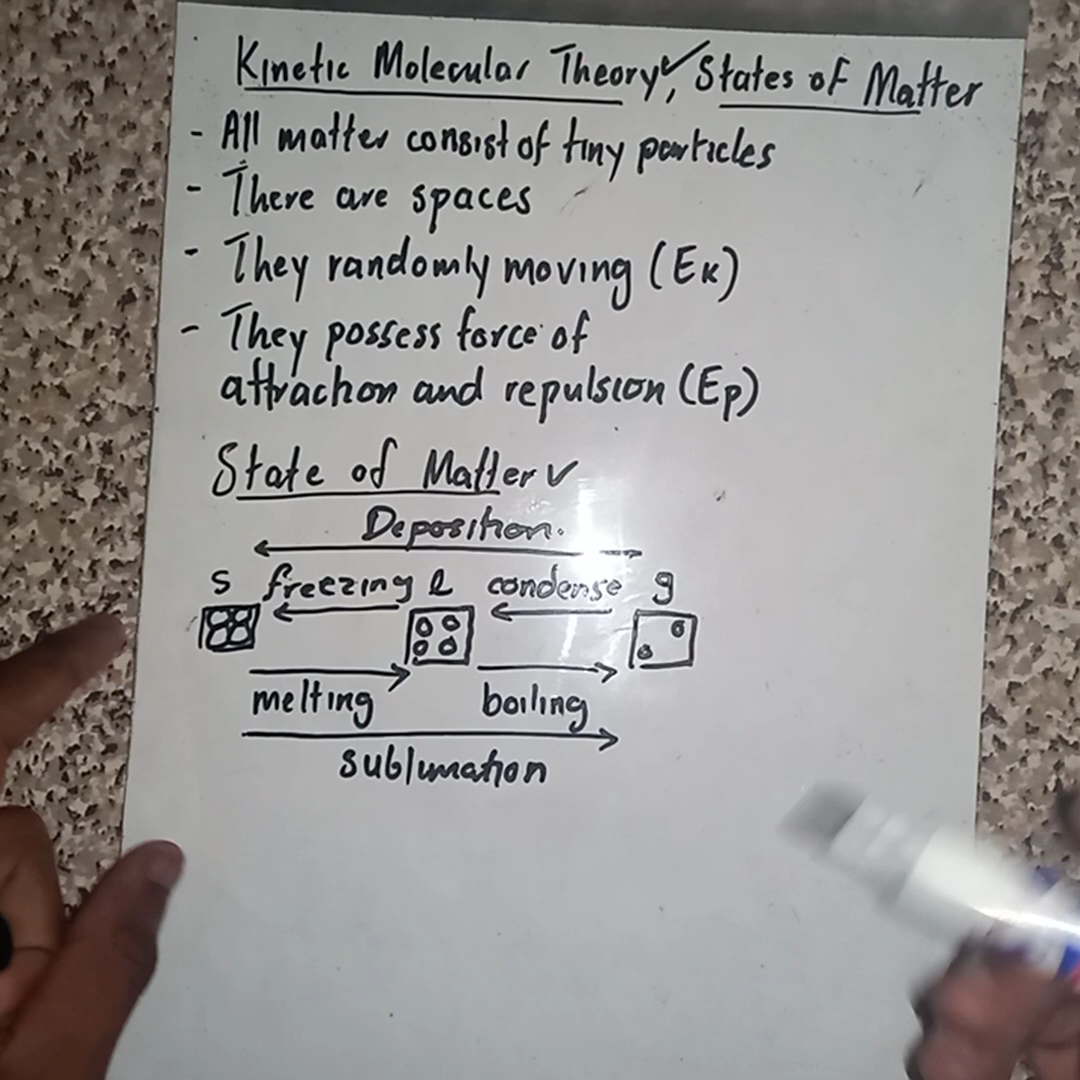 Kinetic Molecular Theory✓, States of Matter
- All matter consist of tiny particles
- There are spaces
- They randomly moving (Eк)
- They possess force of
attraction and repulsion (Ep)
State of Matter ✓
Deposition.
s freezing l condense g
melting boiling
sublimation